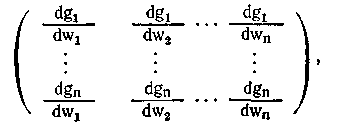 ( dg₁/dw₁ dg₁/dw₂ ⋯ dg₁/dwₙ
⋮ ⋮ ⋮
dgₙ/dw₁ dgₙ/dw₂ ⋯ dgₙ/dwₙ ),